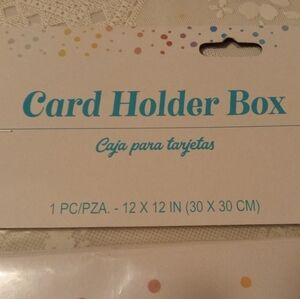 Card Holder Box
Caja para tarjetas
1 PC/PZA. - 12 X 12 IN (30 X 30 CM)